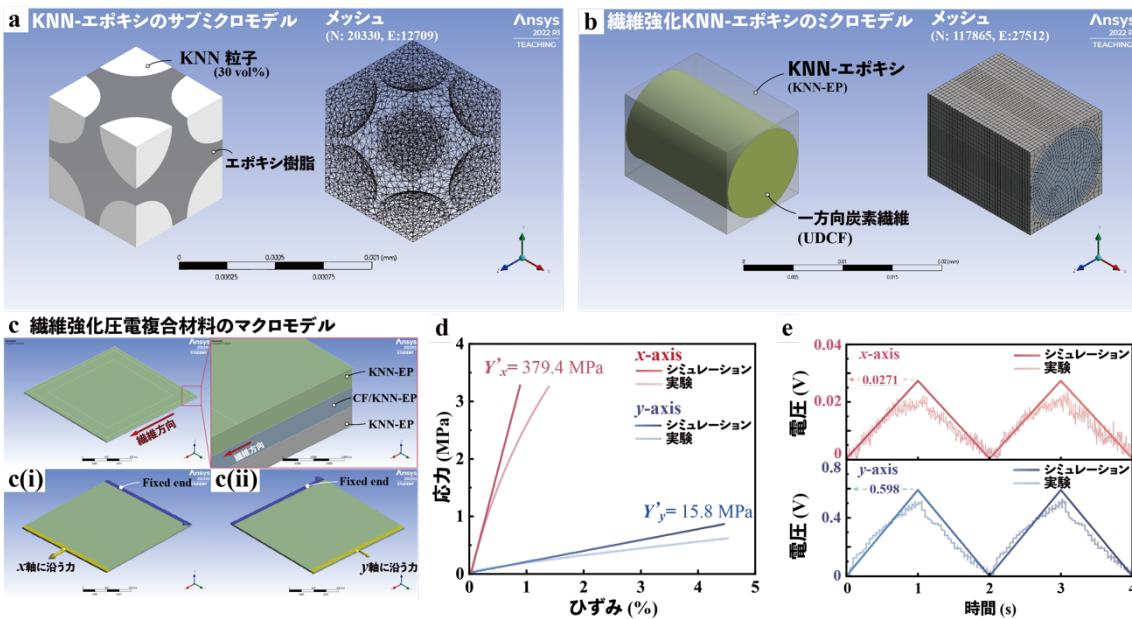 a KNN-エポキシのサブミクロモデル
メッシュ
(N: 20330, E:12709)
Ansys
2022 R1
TEACHING
KNN 粒子
(30 vol%)
エポキシ樹脂
0
0.0005
0.001 (mm)
0.00025
0.00075
b 繊維強化KNN-エポキシのミクロモデル
メッシュ
(N: 117865, E:27512)
Ansys
2022 R1
TEACHING
KNN-エポキシ
(KNN-EP)
一方向炭素繊維
(UDCF)
0
0.01
0.02 (mm)
0.005
0.015
c 繊維強化圧電複合材料のマクロモデル
Ansys
Ansys
繊維方向
KNN-EP
CF/KNN-EP
KNN-EP
繊維方向
c(i)
Fixed end
x軸に沿う力
c(ii)
Fixed end
y軸に沿う力
d
応力 (MPa)
4
3
2
1
0
Y'x= 379.4 MPa
x-axis
シミュレーション
実験
y-axis
シミュレーション
実験
Y'y= 15.8 MPa
0 1 2 3 4 5
ひずみ (%)
e
電圧 (V)
0.04
0.02
0.0
x-axis
シミュレーション
実験
0.0271
電圧 (V)
0.8
0.4
0.0
y-axis
シミュレーション
実験
0.598
0 1 2 3 4
時間 (s)